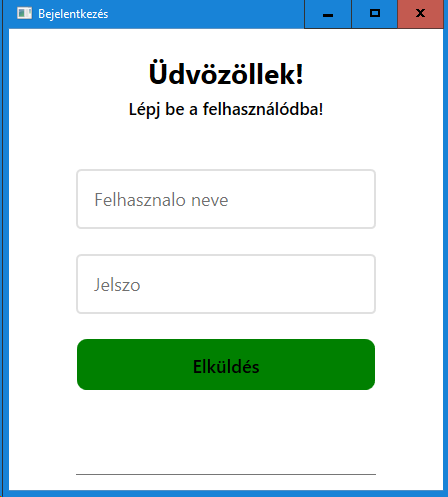 Bejelentkezés
Üdvözöllek!
Lépj be a felhasználódba!
Felhasznalo neve
Jelszo
Elküldés